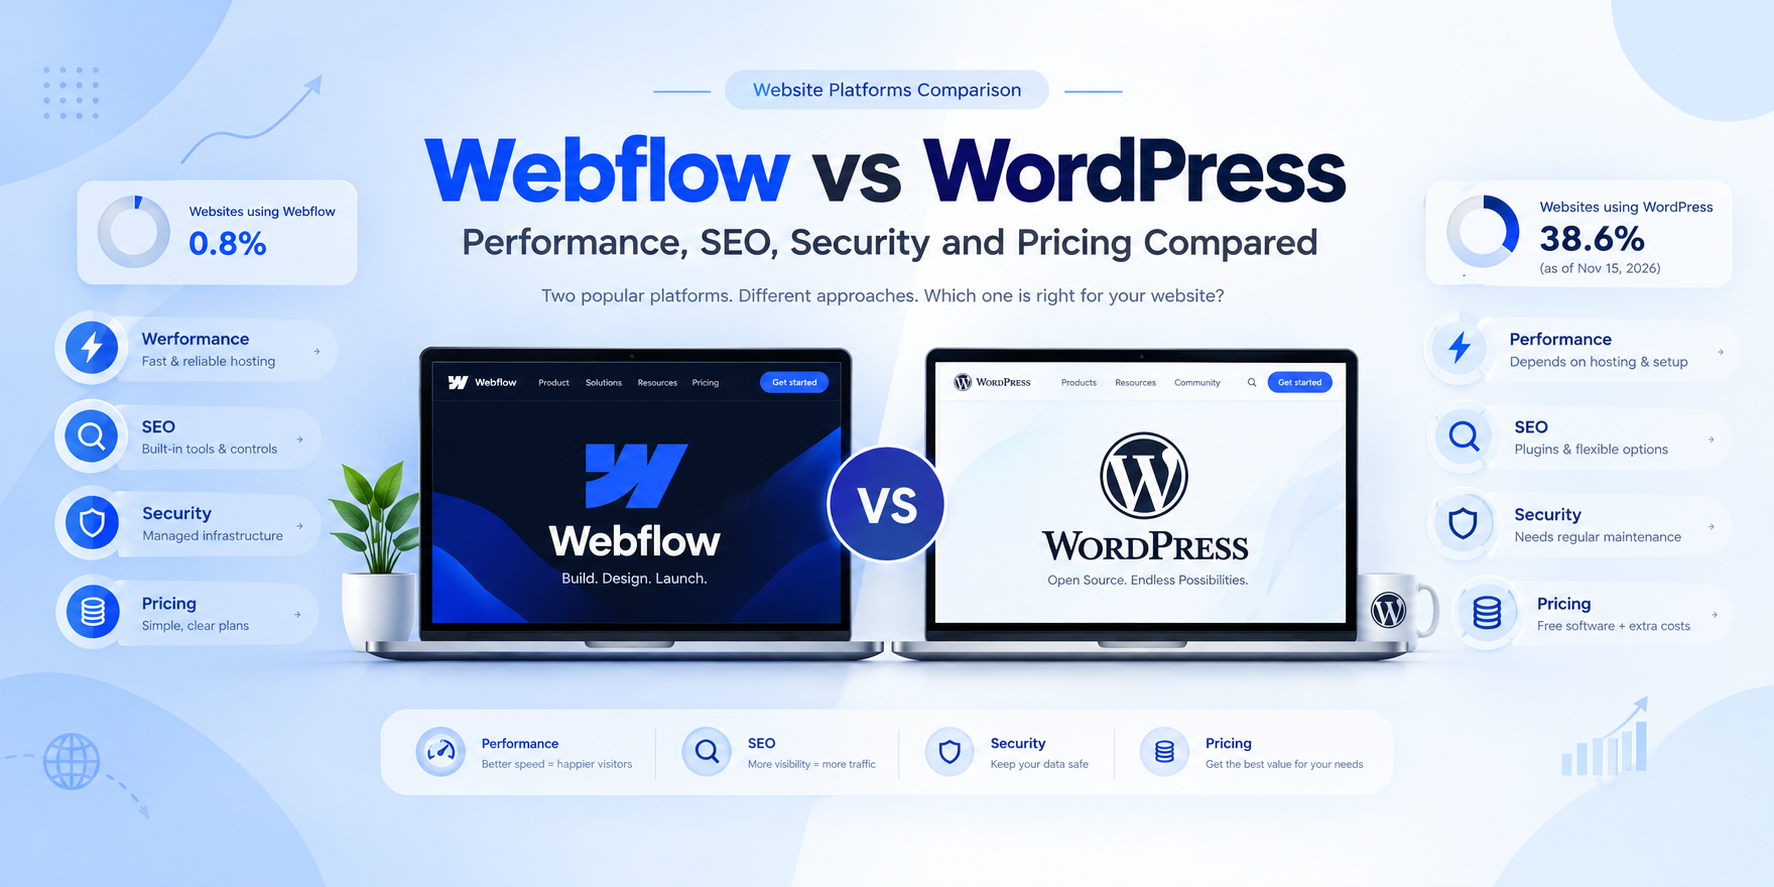 Website Platforms Comparison
Webflow vs WordPress
Performance, SEO, Security and Pricing Compared
Two popular platforms. Different approaches. Which one is right for your website?
Websites using Webflow
0.8%
Werformance
Fast & reliable hosting
SEO
Built-in tools & controls
Security
Managed infrastructure
Pricing
Simple, clear plans
Webflow Product Solutions Resources Pricing Get started
Webflow
Build. Design. Launch.
VS
WORDPRESS Products Resources Community Get started
WORDPRESS
Open Source. Endless Possibilities.
Websites using WordPress
38.6%
(as of Nov 15, 2026)
Performance
Depends on hosting & setup
SEO
Plugins & flexible options
Security
Needs regular maintenance
Pricing
Free software + extra costs
Performance
Better speed = happier visitors
SEO
More visibility = more traffic
Security
Keep your data safe
Pricing
Get the best value for your needs